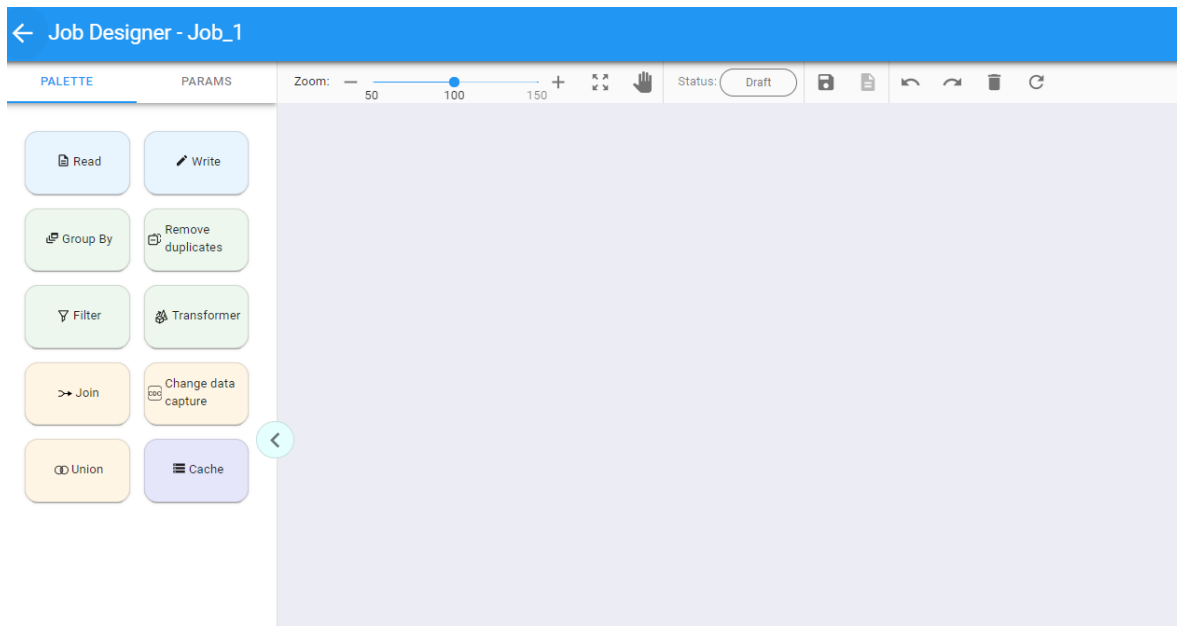 Job Designer - Job_1
PALETTE PARAMS Zoom: 50 100 150 Status: Draft
Read Write
Group By Remove duplicates
Filter Transformer
Join CDC Change data capture
Union Cache